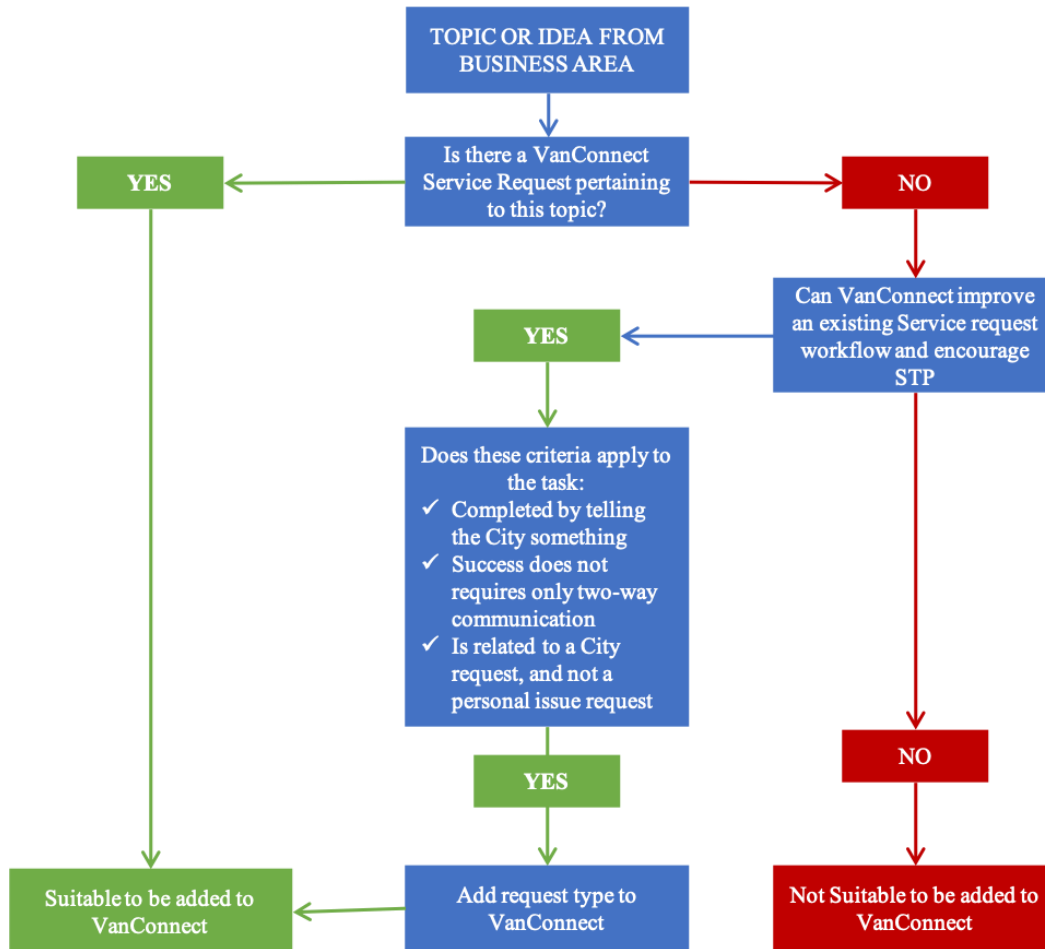 TOPIC OR IDEA FROM
BUSINESS AREA
Is there a VanConnect
Service Request pertaining
to this topic?
YES
NO
Can VanConnect improve
an existing Service request
workflow and encourage
STP
YES
Does these criteria apply to
the task:
✓ Completed by telling
the City something
✓ Success does not
requires only two-way
communication
✓ Is related to a City
request, and not a
personal issue request
NO
YES
Suitable to be added to
VanConnect
Add request type to
VanConnect
Not Suitable to be added to
VanConnect